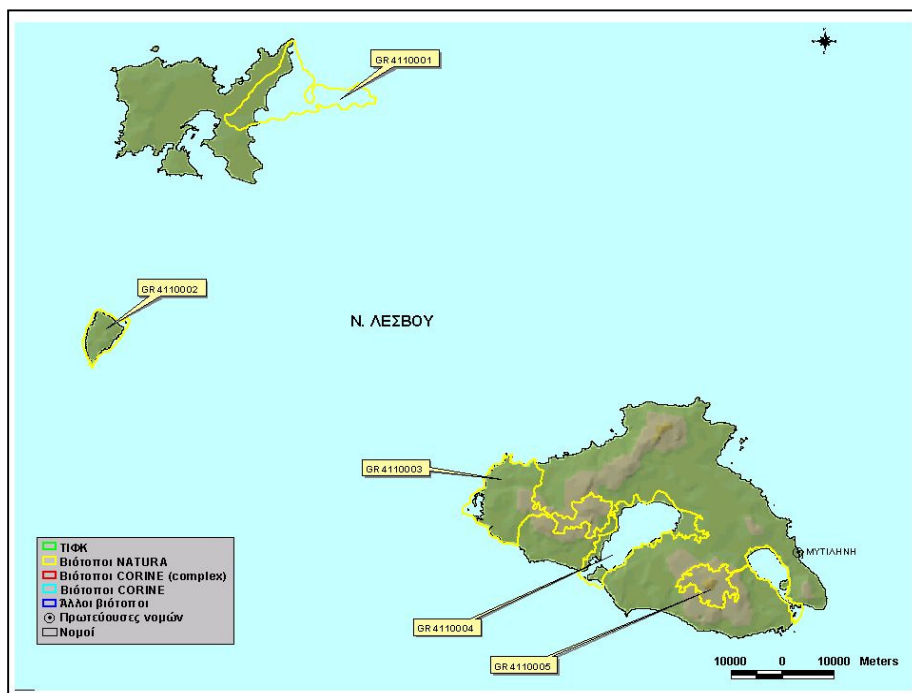 GR4110001
GR4110002
Ν. ΛΕΣΒΟΥ
GR4110003
ΜΥΤΙΛΗΝΗ
GR4110004
GR4110005
ΤΙΦΚ
Βιότοποι NATURA
Βιότοποι CORINE (complex)
Βιότοποι CORINE
Άλλοι βιότοποι
Πρωτεύουσες νομών
Νομοί
10000 0 10000 Meters